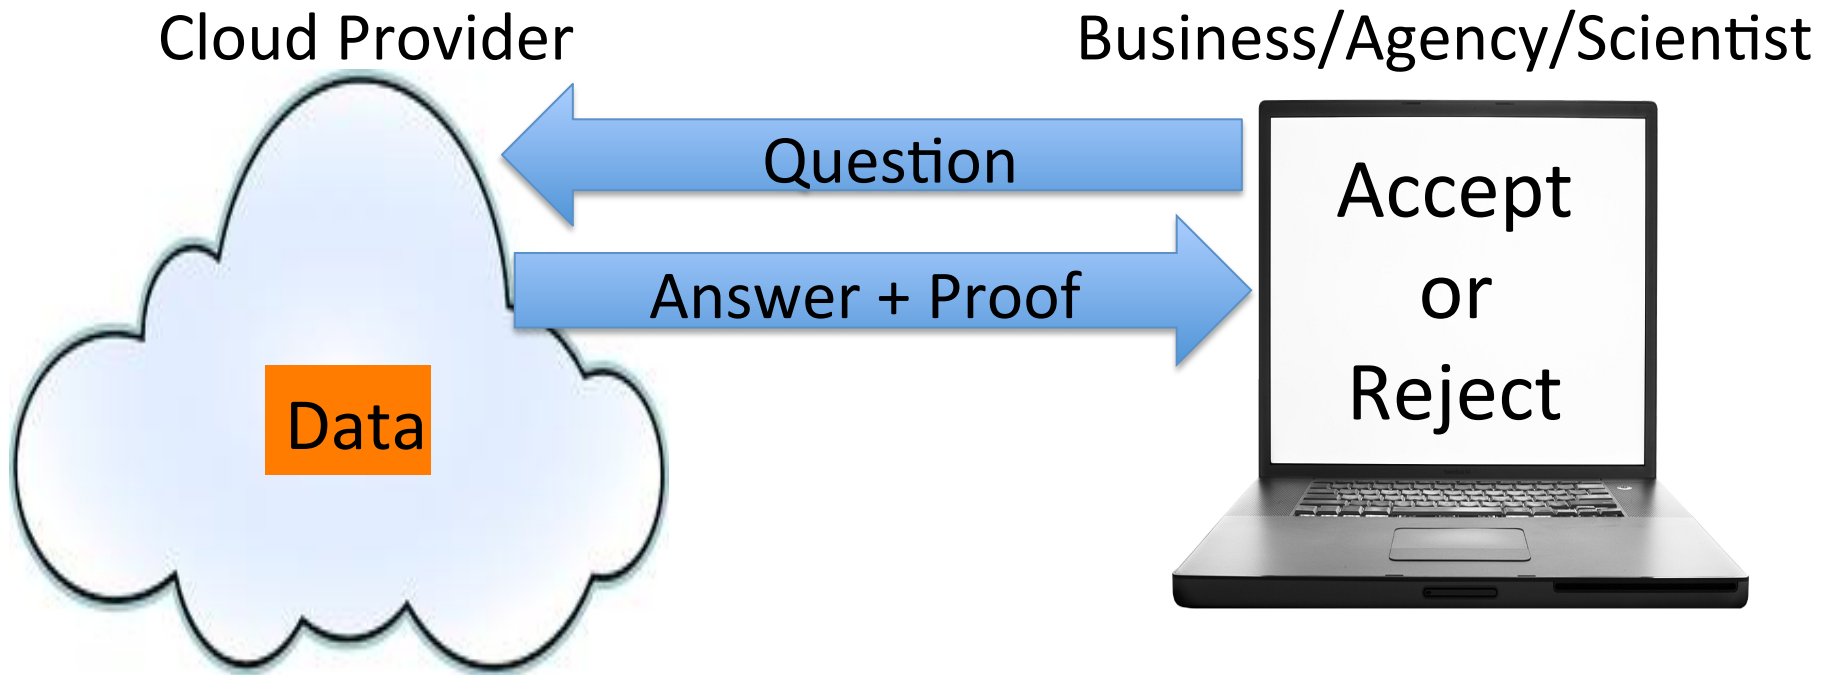 Cloud Provider
Business/Agency/Scientist
Question
Answer + Proof
Data
Accept
or
Reject